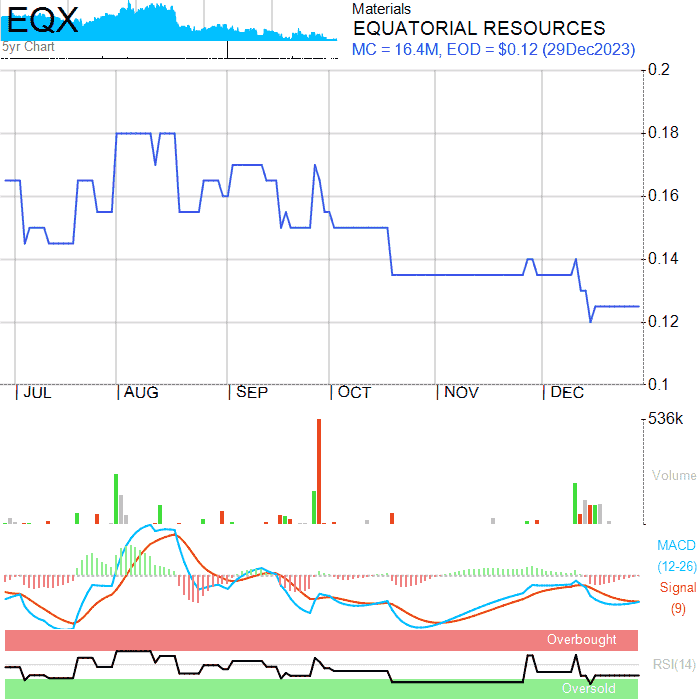 EQX
5yr Chart
Materials
EQUATORIAL RESOURCES
MC = 16.4M, EOD = $0.12 (29Dec2023)
0.2
0.18
0.16
0.14
0.12
0.1
JUL AUG SEP OCT NOV DEC
536k
Volume
MACD
(12-26)
Signal
(9)
Overbought
RSI(14)
Oversold